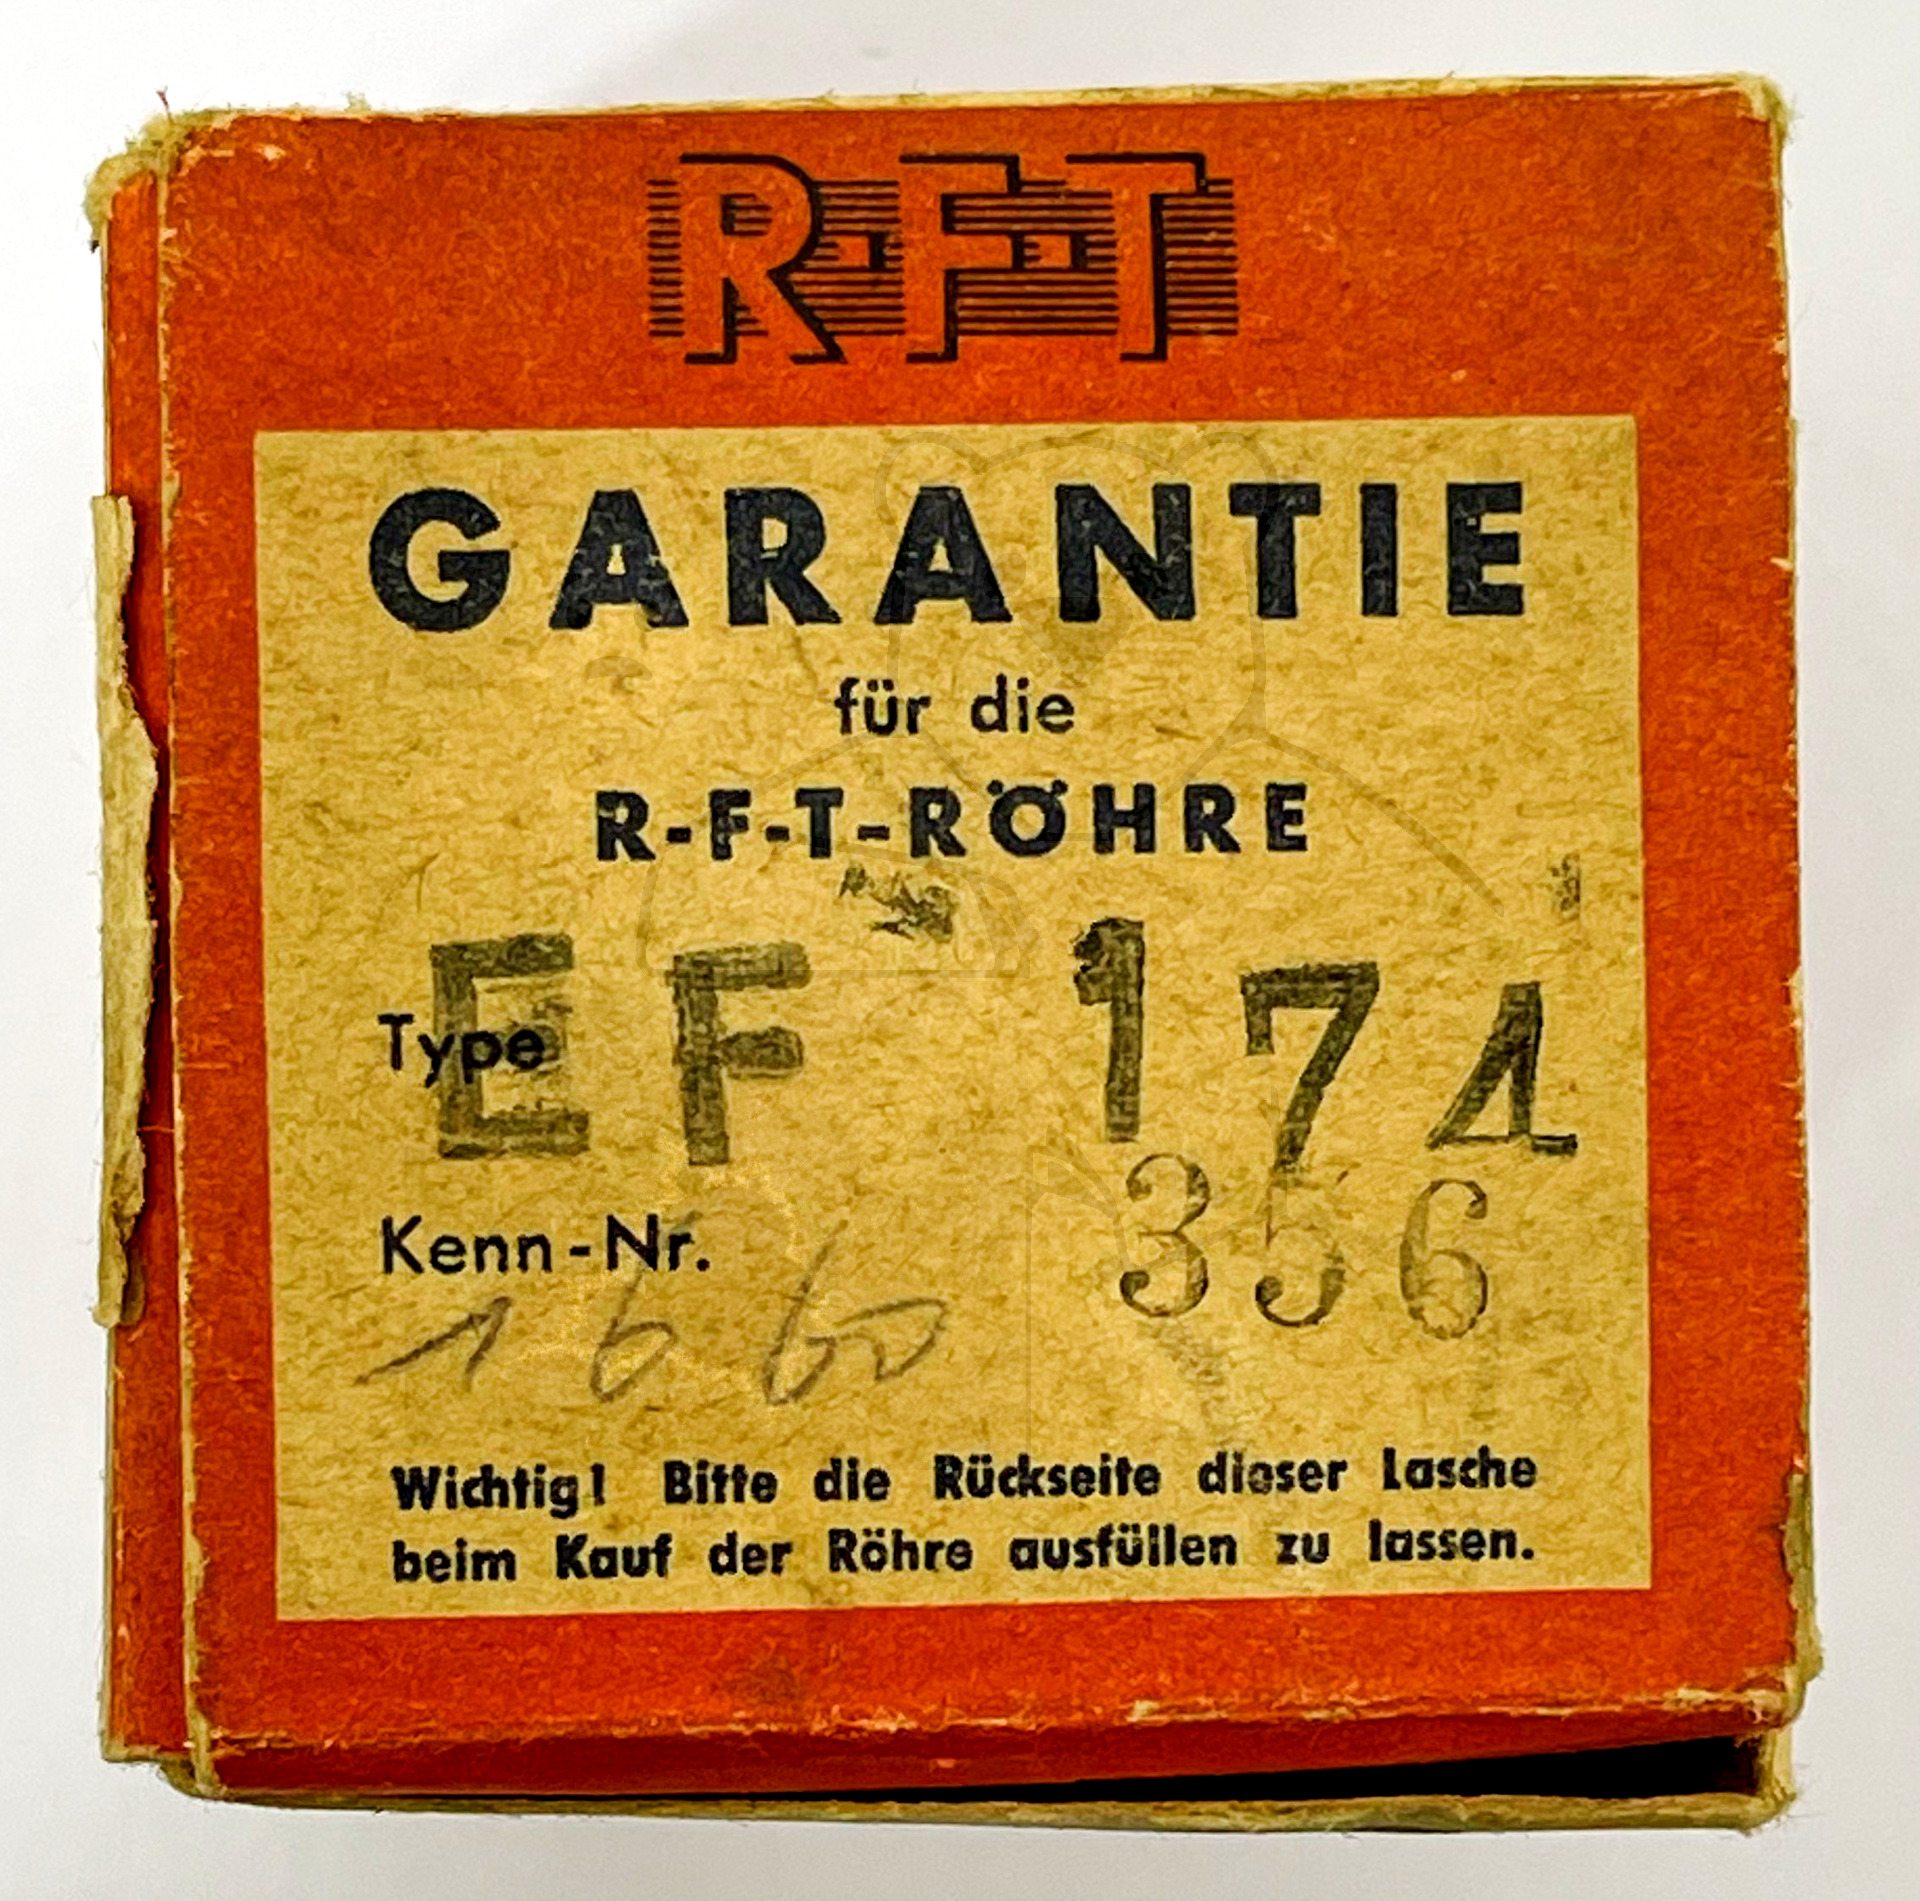 R·F·T
GARANTIE
für die
R-F-T-RÖHRE
Type EF 174
Kenn-Nr. 356
1660
Wichtig! Bitte die Rückseite dieser Lasche
beim Kauf der Röhre ausfüllen zu lassen.